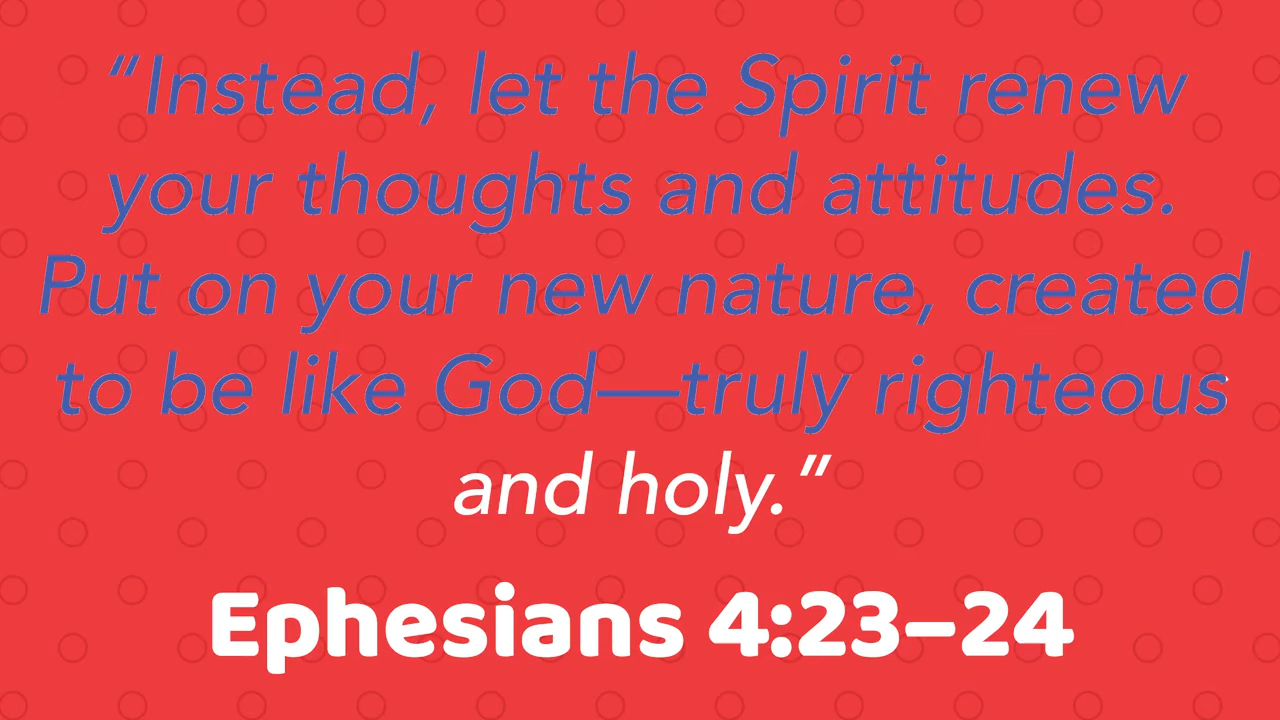 “Instead, let the Spirit renew
your thoughts and attitudes.
Put on your new nature, created
to be like God—truly righteous
and holy.”
Ephesians 4:23–24